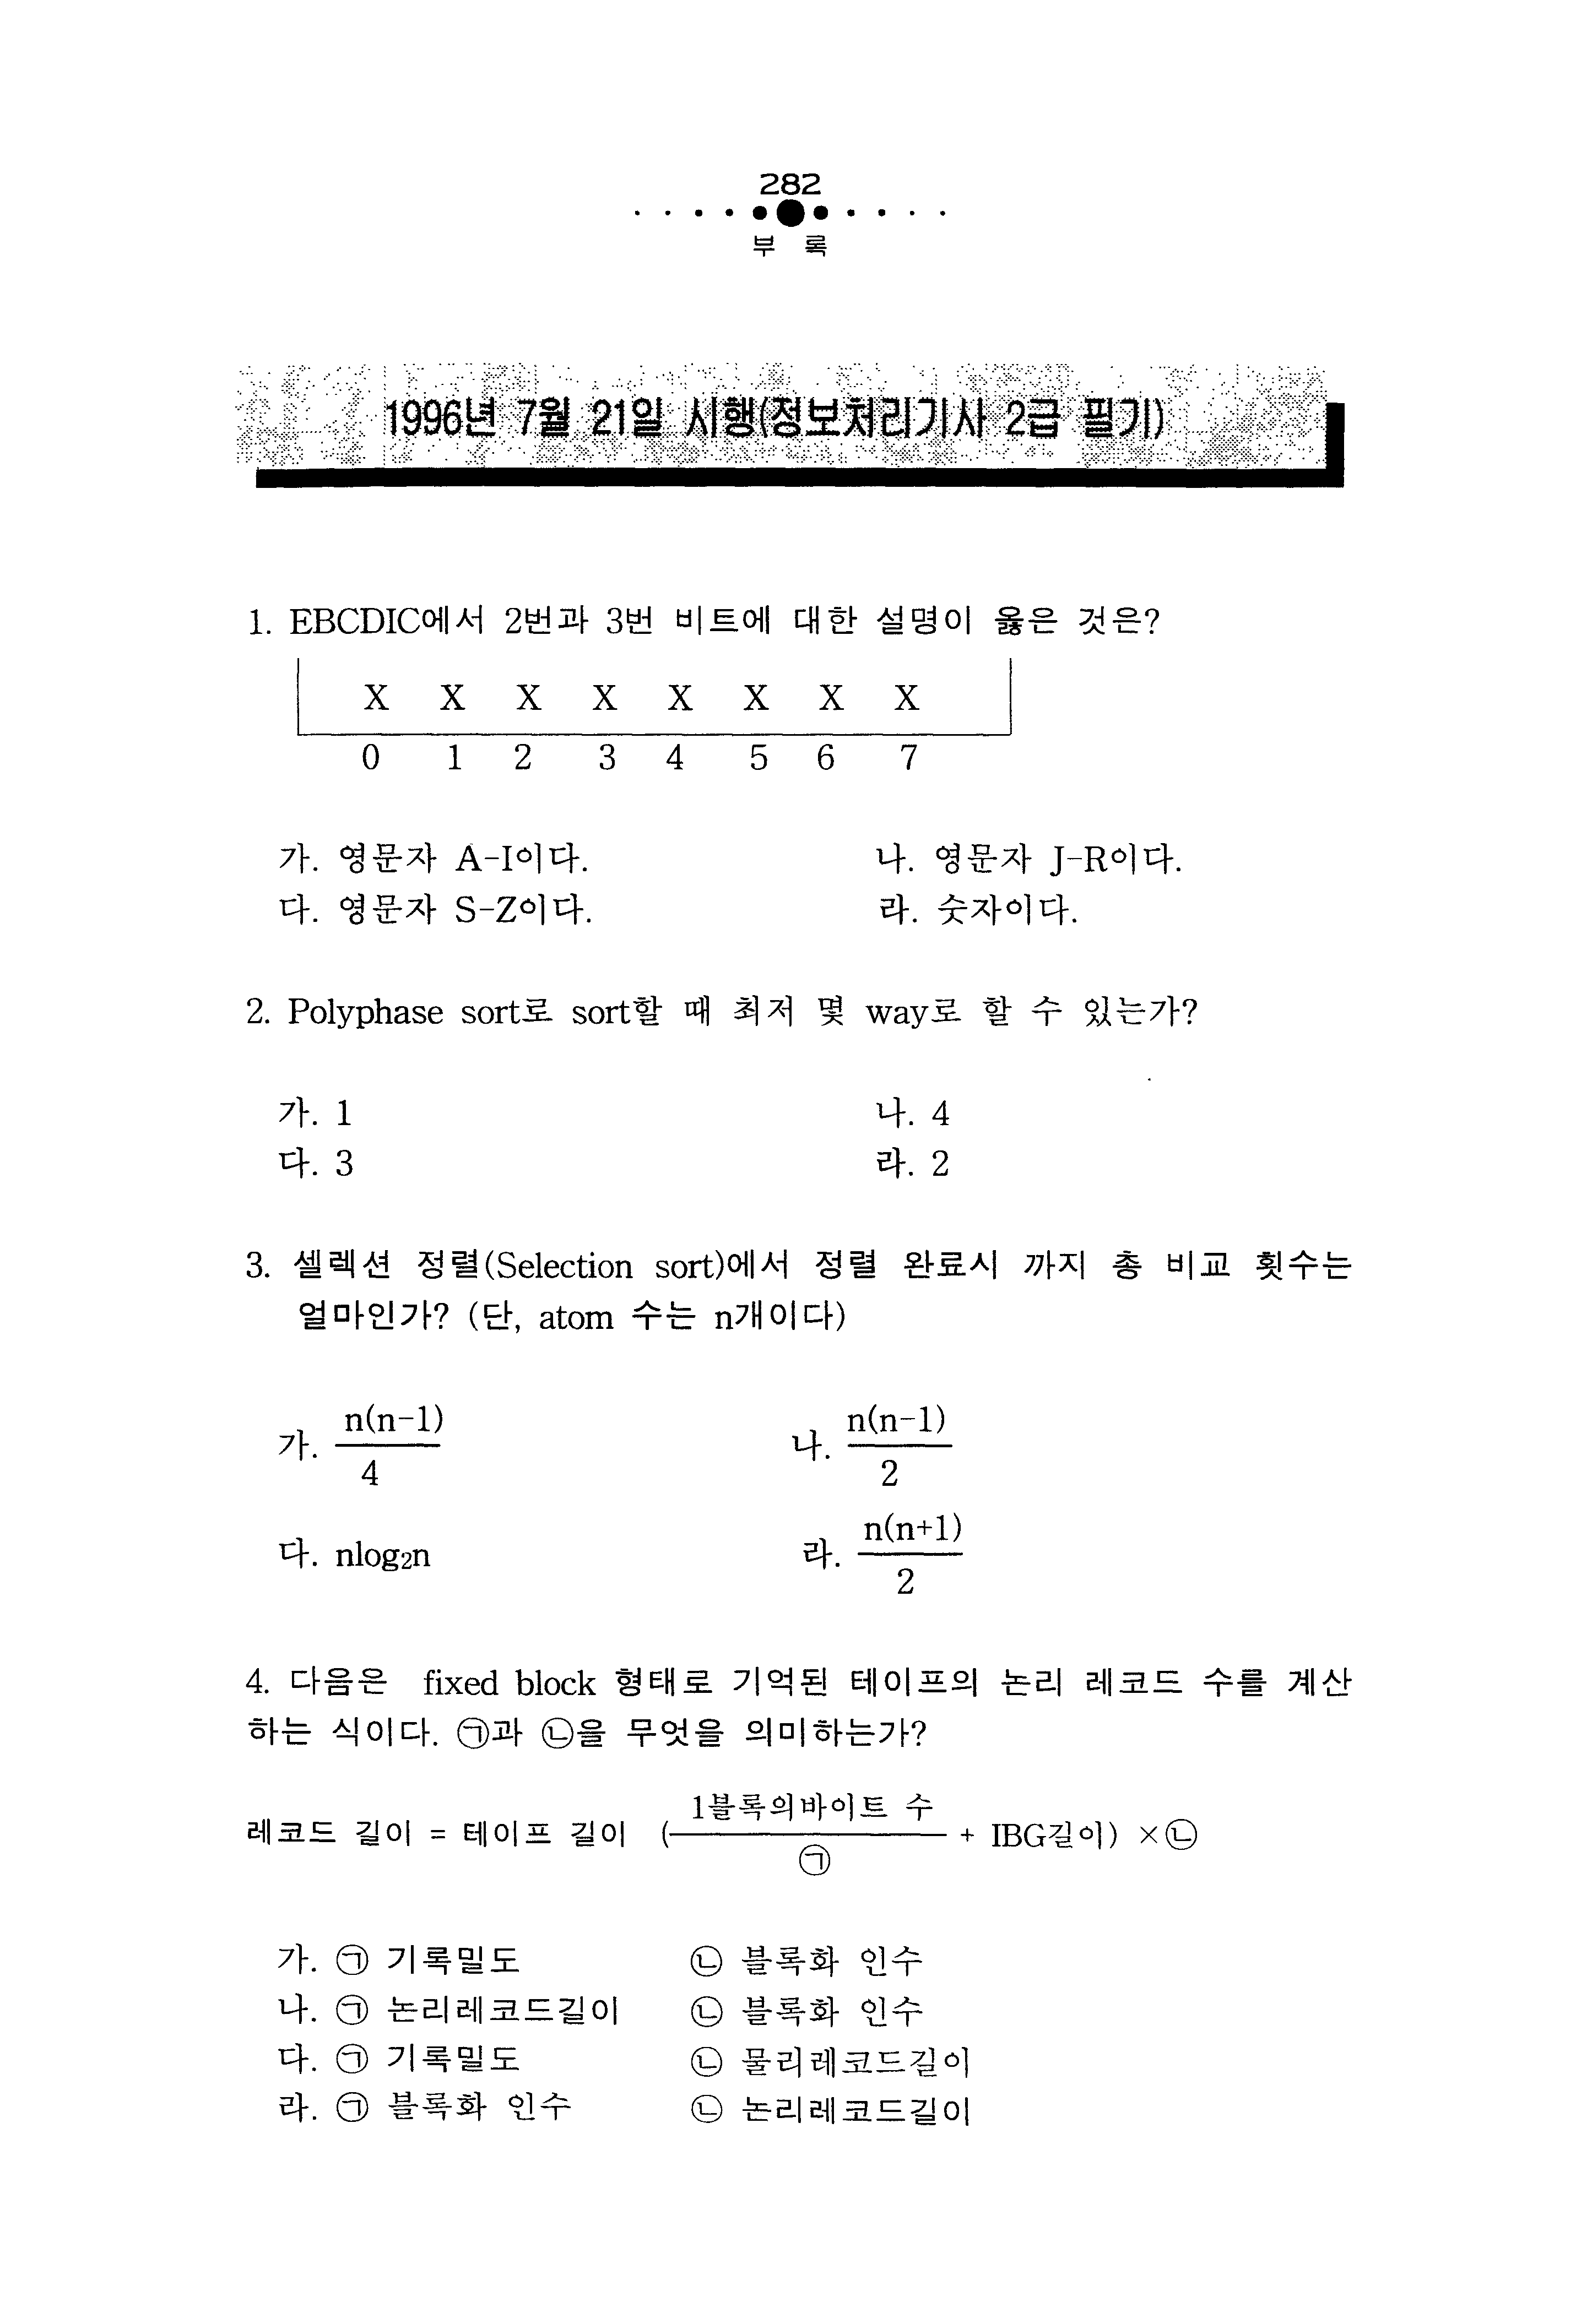 282
부 록
1996년 7월 21일 시행(정보처리기사 2급 필기)
1. EBCDIC에서 2번과 3번 비트에 대한 설명이 옳은 것은?
X X X X X X X X
0 1 2 3 4 5 6 7
가. 영문자 A-I이다. 나. 영문자 J-R이다.
다. 영문자 S-Z이다. 라. 숫자이다.
2. Polyphase sort로 sort할 때 최저 몇 way로 할 수 있는가?
가. 1 나. 4
다. 3 라. 2
3. 셀렉션 정렬(Selection sort)에서 정렬 완료시 까지 총 비교 횟수는
얼마인가? (단, atom 수는 n개이다)
가. n(n-1)/4 나. n(n-1)/2
다. nlog₂n 라. n(n+1)/2
4. 다음은 fixed block 형태로 기억된 테이프의 논리 레코드 수를 계산
하는 식이다. ㉠과 ㉡을 무엇을 의미하는가?
레코드 길이 = 테이프 길이 (1블록의바이트 수/㉠ + IBG길이) ×㉡
가. ㉠ 기록밀도 ㉡ 블록화 인수
나. ㉠ 논리레코드길이 ㉡ 블록화 인수
다. ㉠ 기록밀도 ㉡ 물리레코드길이
라. ㉠ 블록화 인수 ㉡ 논리레코드길이